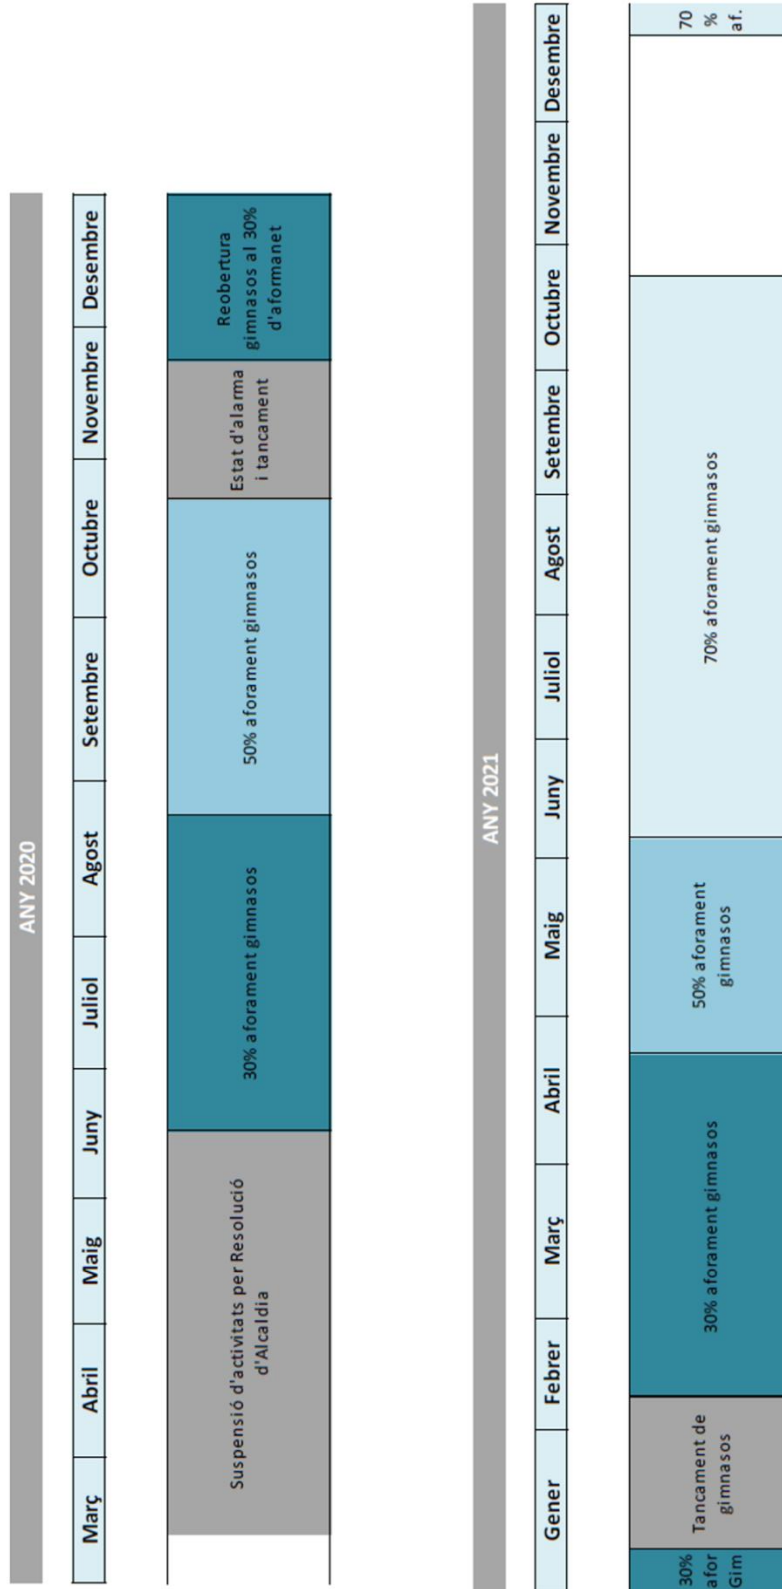 ANY 2020
Març Abril Maig Juny Juliol Agost Setembre Octubre Novembre Desembre
Suspensió d'activitats per Resolució
d'Alcaldia
30% aforament gimnasos
50% aforament gimnasos
Estat d'alarma
i tancament
Reobertura
gimnasos al 30%
d'aformanet
ANY 2021
Gener Febrer Març Abril Maig Juny Juliol Agost Setembre Octubre Novembre Desembre
30%
afor
Gim
Tancament de
gimnasos
30% aforament gimnasos
50% aforament
gimnasos
70% aforament gimnasos
70
%
af.